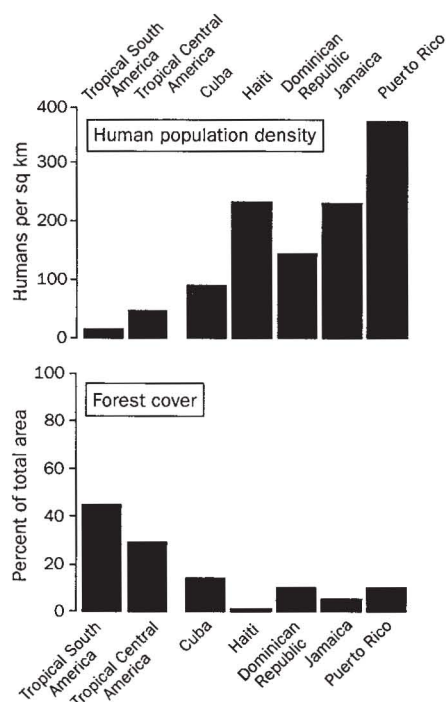 Tropical South
America
Tropical Central
America
Cuba
Haiti
Dominican
Republic
Jamaica
Puerto Rico
Human population density
Humans per sq km
400
300
200
100
0
Forest cover
Percent of total area
100
80
60
40
20
0
Tropical South
America
Tropical Central
America
Cuba
Haiti
Dominican
Republic
Jamaica
Puerto Rico